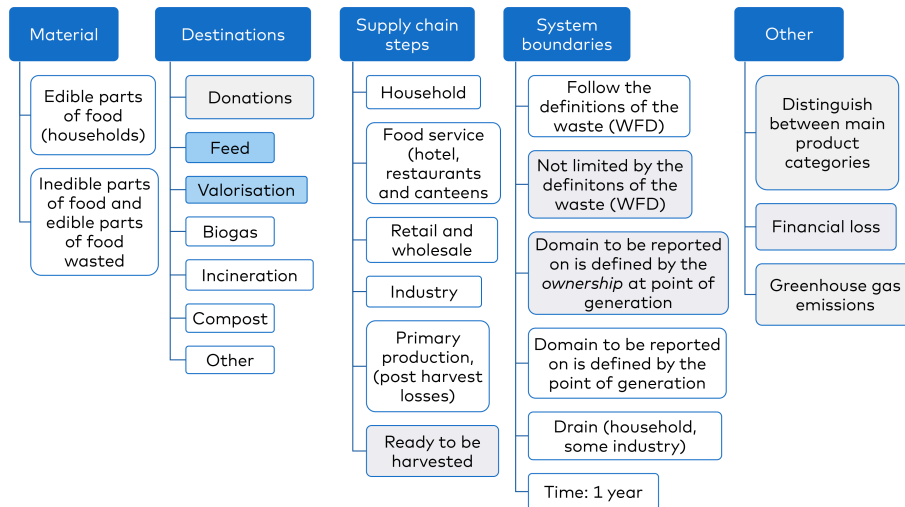 Material
Edible parts
of food
(households)
Inedible parts
of food and
edible parts
of food
wasted
Destinations
Donations
Feed
Valorisation
Biogas
Incineration
Compost
Other
Supply chain
steps
Household
Food service
(hotel,
restaurants
and canteens
Retail and
wholesale
Industry
Primary
production,
(post harvest
losses)
Ready to be
harvested
System
boundaries
Follow the
definitions of the
waste (WFD)
Not limited by the
definitons of the
waste (WFD)
Domain to be reported
on is defined by the
ownership at point of
generation
Domain to be reported
on is defined by the
point of generation
Drain (household,
some industry)
Time: 1 year
Other
Distinguish
between main
product
categories
Financial loss
Greenhouse gas
emissions